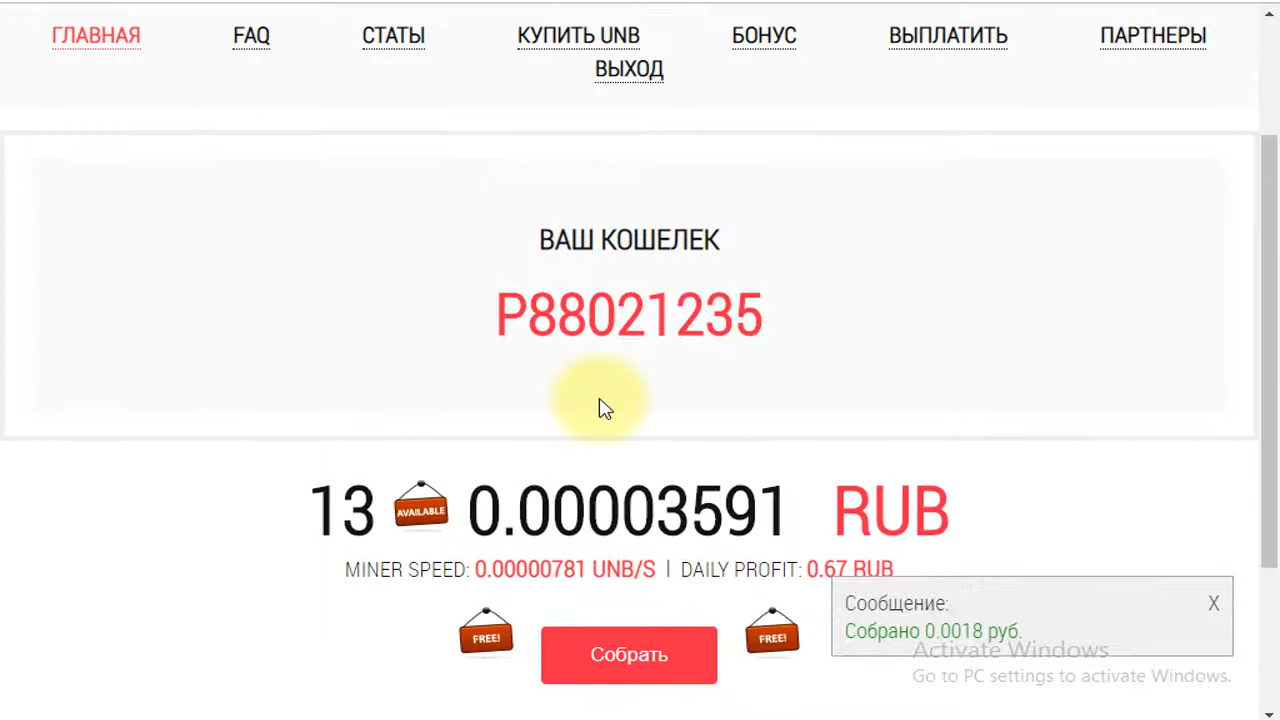 ГЛАВНАЯ FAQ СТАТЫ КУПИТЬ UNB БОНУС ВЫПЛАТИТЬ ПАРТНЕРЫ
ВЫХОД
ВАШ КОШЕЛЕК
P88021235
13 AVAILABLE 0.00003591 RUB
MINER SPEED: 0.00000781 UNB/S | DAILY PROFIT: 0.67 RUB
Сообщение: X
Собрано 0.0018 руб.
FREE! Собрать FREE!
Activate Windows
Go to PC settings to activate Windows.